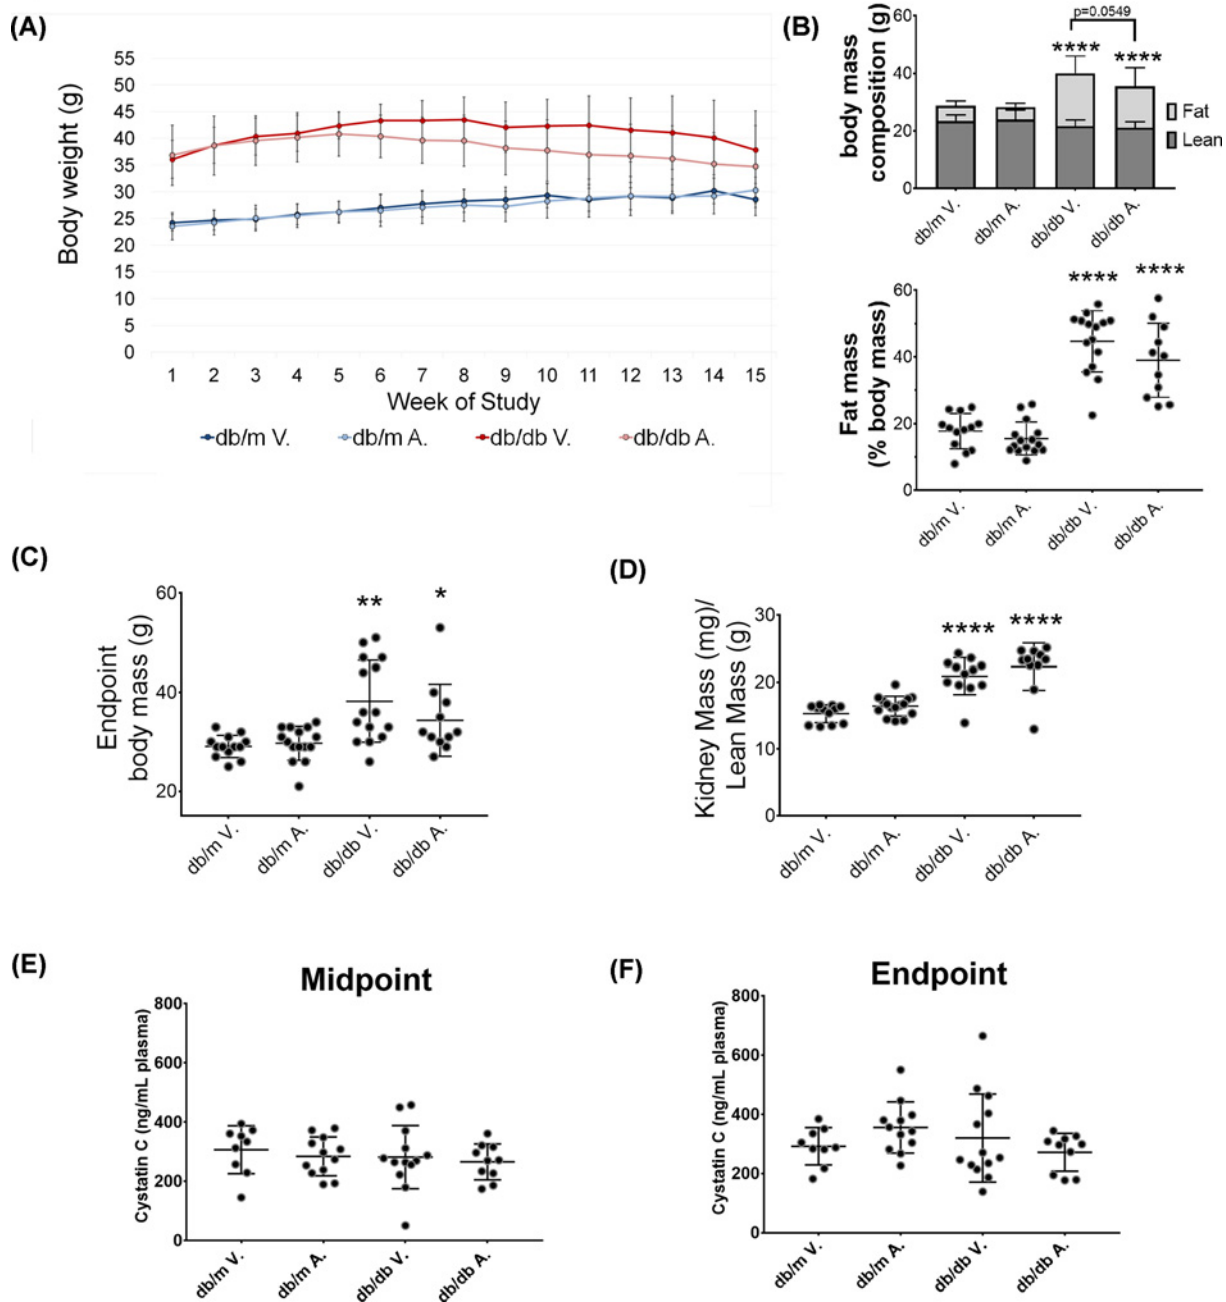 (A)
Body weight (g)
55
50
45
40
35
30
25
20
15
10
5
0
1 2 3 4 5 6 7 8 9 10 11 12 13 14 15
Week of Study
db/m V. db/m A. db/db V. db/db A.
(B)
body mass
composition (g)
60
40
20
0
p=0.0549
**** ****
Fat
Lean
db/m V. db/m A. db/db V. db/db A.
Fat mass
(% body mass)
60
40
20
0
**** ****
db/m V. db/m A. db/db V. db/db A.
(C)
Endpoint
body mass (g)
60
40
20
** *
db/m V. db/m A. db/db V. db/db A.
(D)
Kidney Mass (mg)/
Lean Mass (g)
30
20
10
0
**** ****
db/m V. db/m A. db/db V. db/db A.
(E)
Midpoint
Cystatin C (ng/mL plasma)
800
600
400
200
0
db/m V. db/m A. db/db V. db/db A.
(F)
Endpoint
Cystatin C (ng/mL plasma)
800
600
400
200
0
db/m V. db/m A. db/db V. db/db A.